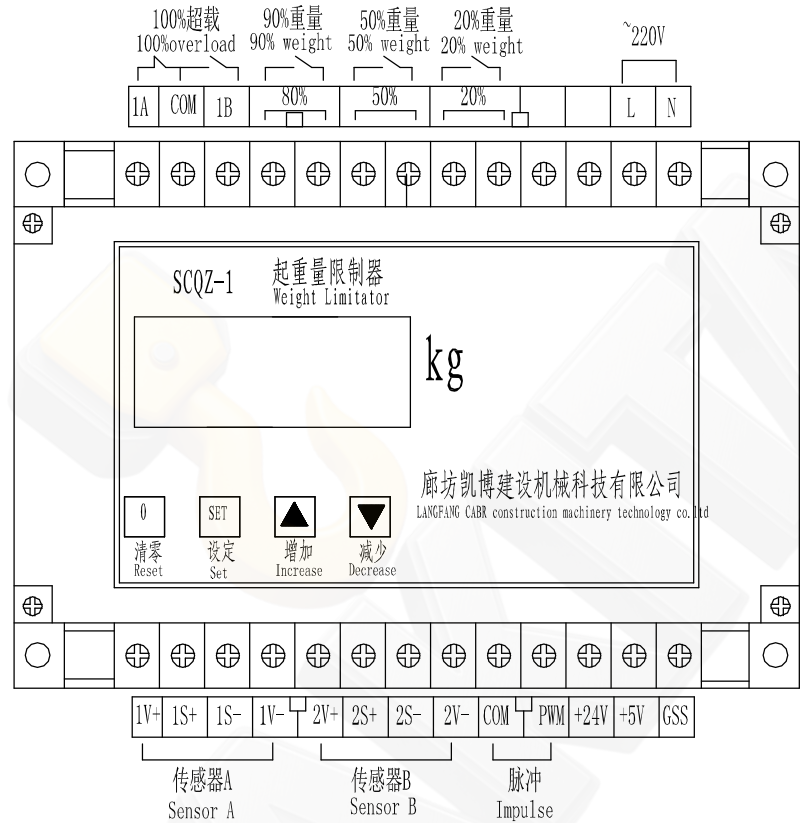 100%超载 90%重量 50%重量 20%重量
100%overload 90% weight 50% weight 20% weight ~220V
1A COM 1B 80% 50% 20% L N
SCQZ-1 起重量限制器
Weight Limitator
kg
廊坊凯博建设机械科技有限公司
LANGFANG CABR construction machinery technology co.ltd
0 SET
清零 设定 增加 减少
Reset Set Increase Decrease
1V+ 1S+ 1S- 1V- 2V+ 2S+ 2S- 2V- COM PWM +24V +5V GSS
传感器A 传感器B 脉冲
Sensor A Sensor B Impulse